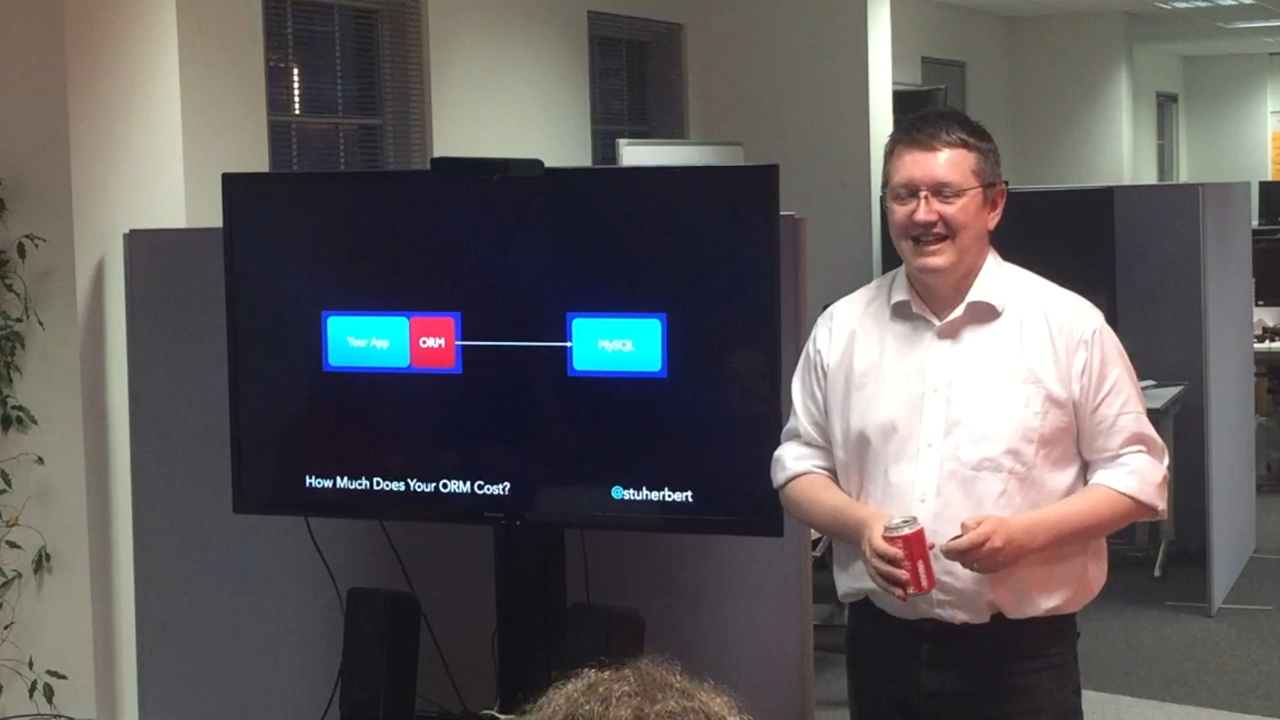 Your App
ORM
MySQL
How Much Does Your ORM Cost?
@stuherbert